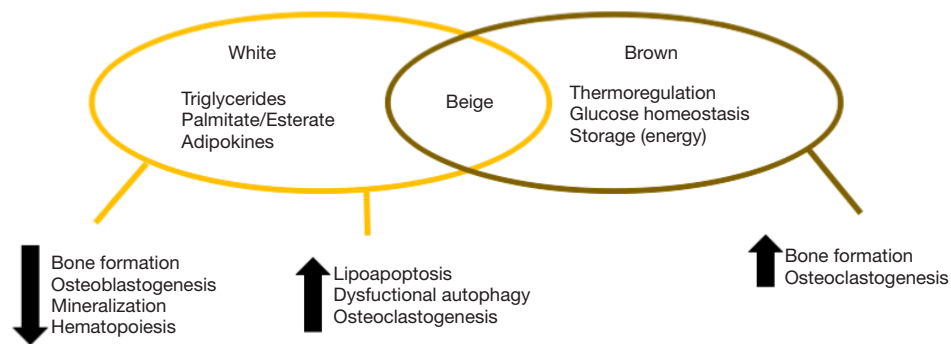 White
Triglycerides
Palmitate/Esterate
Adipokines
Beige
Brown
Thermoregulation
Glucose homeostasis
Storage (energy)
Bone formation
Osteoblastogenesis
Mineralization
Hematopoiesis
Lipoapoptosis
Dysfuctional autophagy
Osteoclastogenesis
Bone formation
Osteoclastogenesis